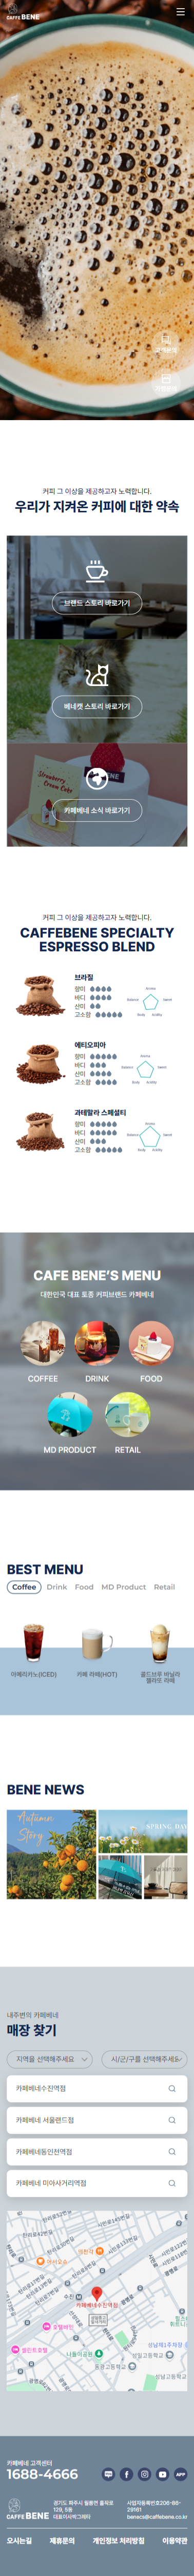 CAFFE BENE
커피 그 이상을 제공하고자 노력합니다.
우리가 지켜온 커피에 대한 약속
브랜드 스토리 바로가기
베네캣 스토리 바로가기
Strawberry
Cream Cake
카페베네 소식 바로가기
커피 그 이상을 제공하고자 노력합니다.
CAFFEBENE SPECIALTY
ESPRESSO BLEND
브라질
향미
바디
산미
고소함
Aroma
Balance
Sweet
Body
Acidity
에티오피아
향미
바디
산미
고소함
Aroma
Balance
Sweet
Body
Acidity
과테말라 스페셜티
향미
바디
산미
고소함
Aroma
Balance
Sweet
Body
Acidity
CAFE BENE’S MENU
대한민국 대표 토종 커피브랜드 카페베네
COFFEE
DRINK
FOOD
MD PRODUCT
RETAIL
BEST MENU
Coffee
Drink
Food
MD Product
Retail
아메리카노(ICED)
카페 라떼(HOT)
콜드브루 바닐라
젤라또 라떼
BENE NEWS
Autumn
Story
SPRING DAY
내주변의 카페베네
매장 찾기
지역을 선택해주세요
시/군/구를 선택해주세요
카페베네수진역점
카페베네 서울랜드점
카페베네동인천역점
카페베네 미아사거리역점
수진
카페베네수진역점
카페베네 고객센터
1688-4666
APP
CAFFE BENE
경기도 파주시 월롱면 홀작로
129, 5동
대표이사백그레타
사업자등록번호206-86-
29161
benecs@caffebene.co.kr
오시는길
제휴문의
개인정보 처리방침
이용약관